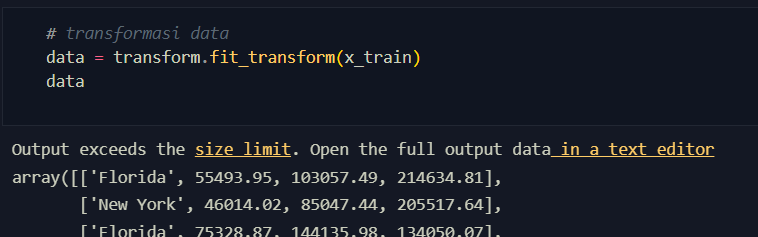 # transformasi data
data = transform.fit_transform(x_train)
data
Output exceeds the size limit. Open the full output data in a text editor
array([['Florida', 55493.95, 103057.49, 214634.81],
['New York', 46014.02, 85047.44, 205517.64],
['Florida', 75328.87, 144135.98, 134050.07],